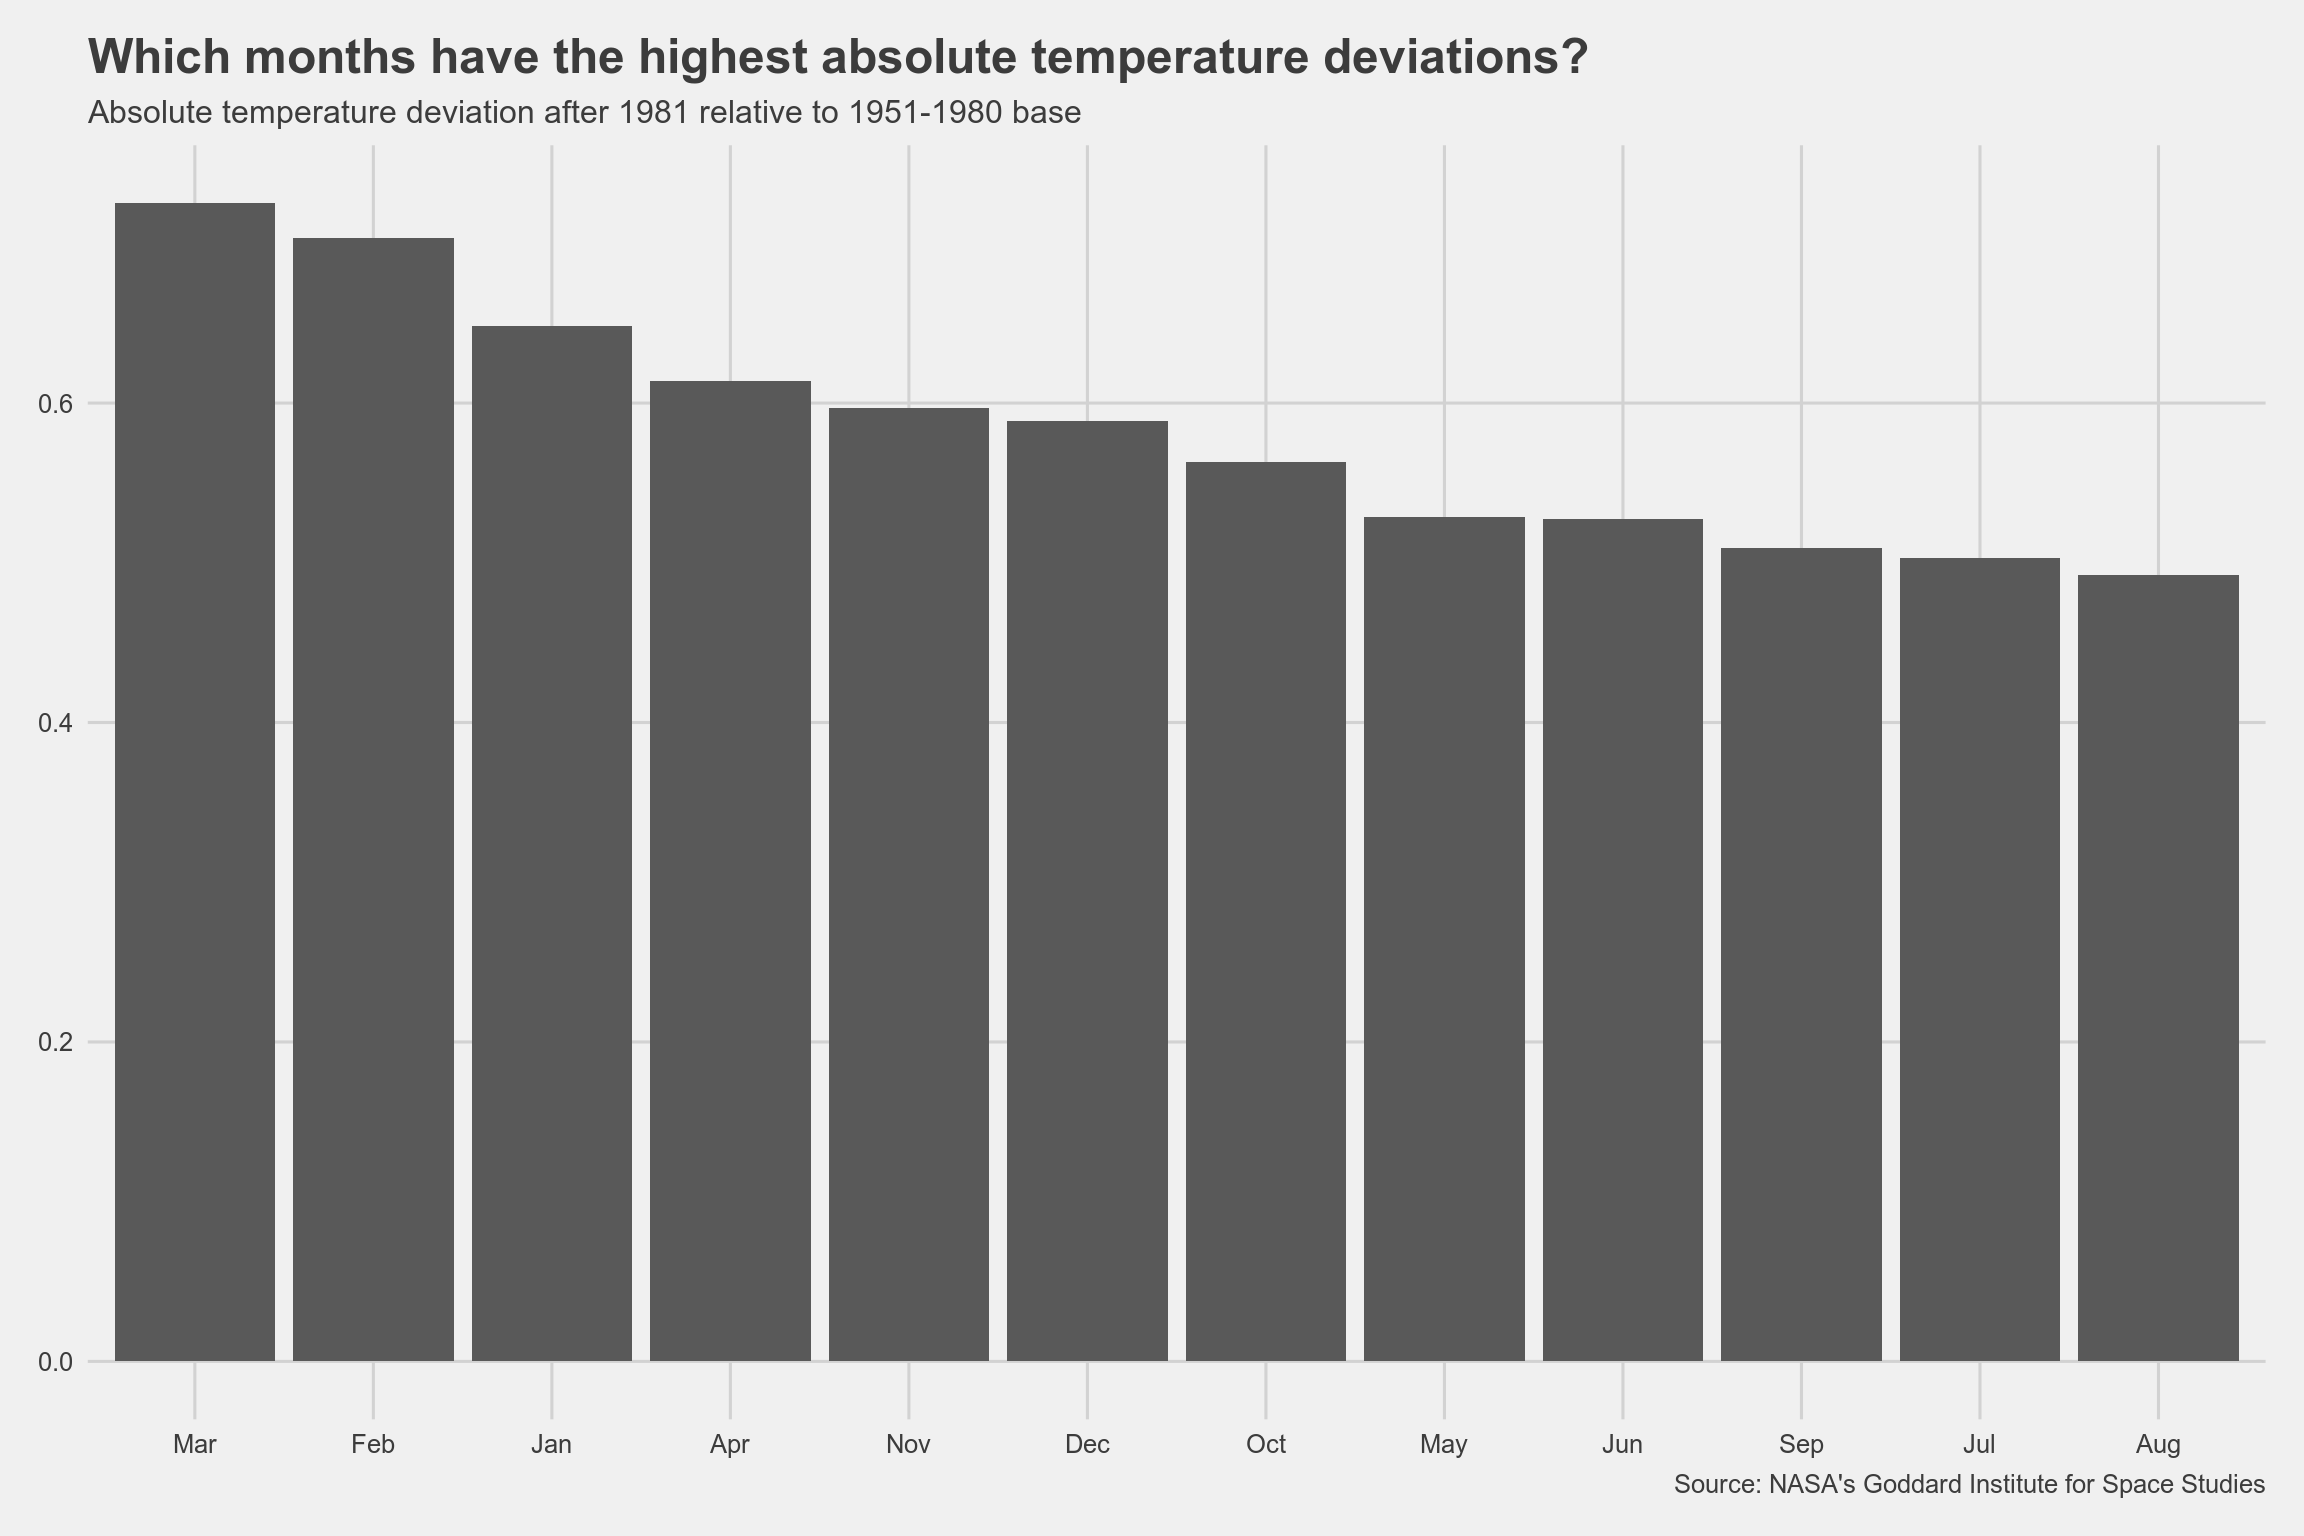 Which months have the highest absolute temperature deviations?
Absolute temperature deviation after 1981 relative to 1951-1980 base
0.6
0.4
0.2
0.0
Mar Feb Jan Apr Nov Dec Oct May Jun Sep Jul Aug
Source: NASA's Goddard Institute for Space Studies